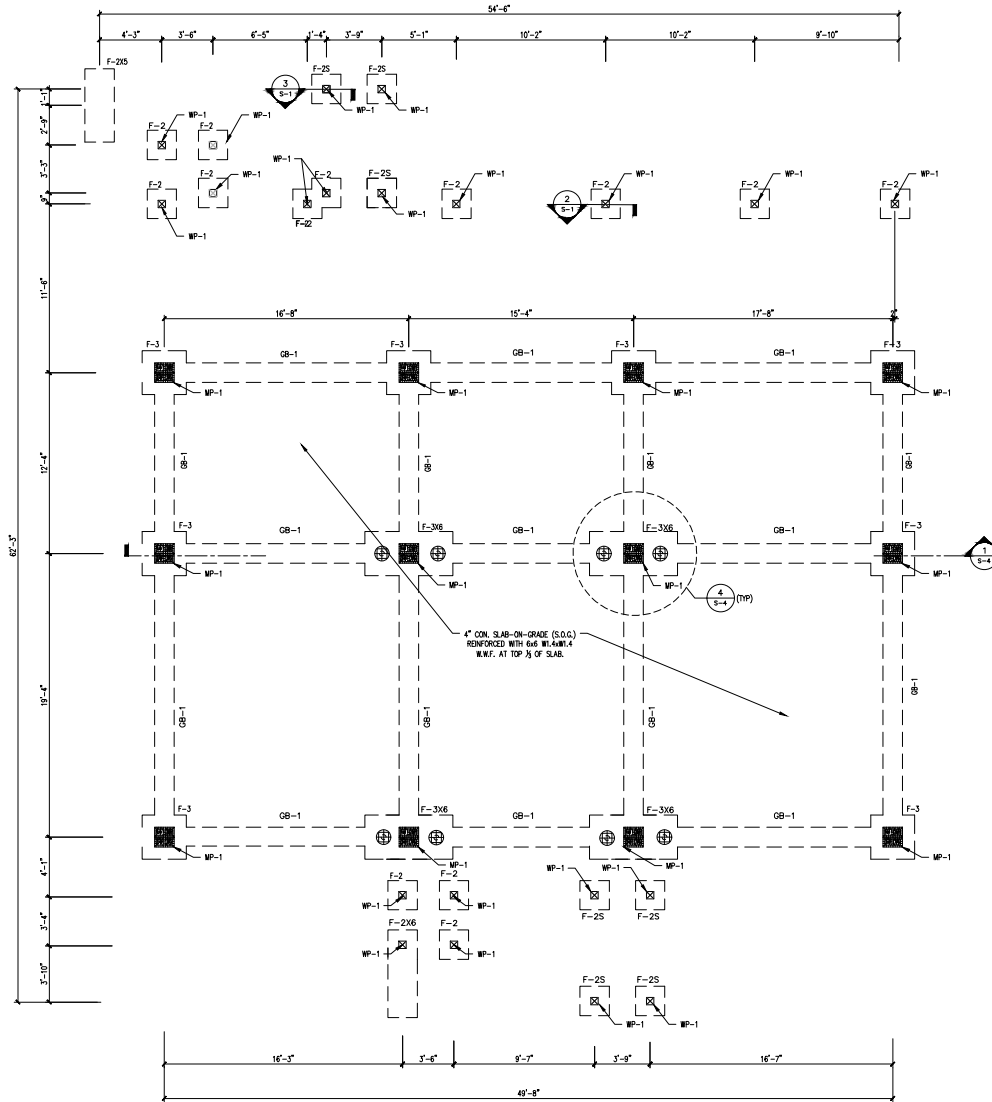 54'-6"
4'-3" 3'-6" 6'-5" 1'-4" 3'-9" 5'-1" 10'-2" 10'-2" 9'-10"
F-2X5
F-2S F-2S
3
S-1
WP-1 WP-1
1'-1"
2'-9"
3'-3"
9"
11'-6"
12'-4"
19'-4"
4'-1"
3'-4"
3'-10"
62'-3"
WP-1 WP-1
F-2 F-2
WP-1
F-2 F-2 WP-1 F-2 F-2S
WP-1 F-2 WP-1 F-2 WP-1 F-2 WP-1 F-2 WP-1
2
S-1
WP-1 F-22 WP-1
16'-8" 15'-4" 17'-8" 2"
F-3 GB-1 F-3 GB-1 F-3 GB-1 F-3
MP-1 MP-1 MP-1 MP-1
GB-1 GB-1 GB-1 GB-1
F-3 GB-1 F-3X6 GB-1 F-3X6 GB-1 F-3
1
S-4
MP-1 MP-1 MP-1 MP-1
4
S-4
(TYP)
4" CON. SLAB-ON-GRADE (S.O.G.)
REINFORCED WITH 6x6 W1.4xW1.4
W.W.F. AT TOP ⅓ OF SLAB.
GB-1 GB-1 GB-1 GB-1
F-3 GB-1 F-3X6 GB-1 F-3X6 GB-1 F-3
MP-1 MP-1 MP-1 MP-1
F-2 F-2 WP-1 WP-1
WP-1 WP-1 F-2S F-2S
F-2X6 F-2
WP-1 WP-1
F-2S F-2S
WP-1 WP-1
16'-3" 3'-6" 9'-7" 3'-9" 16'-7"
49'-8"